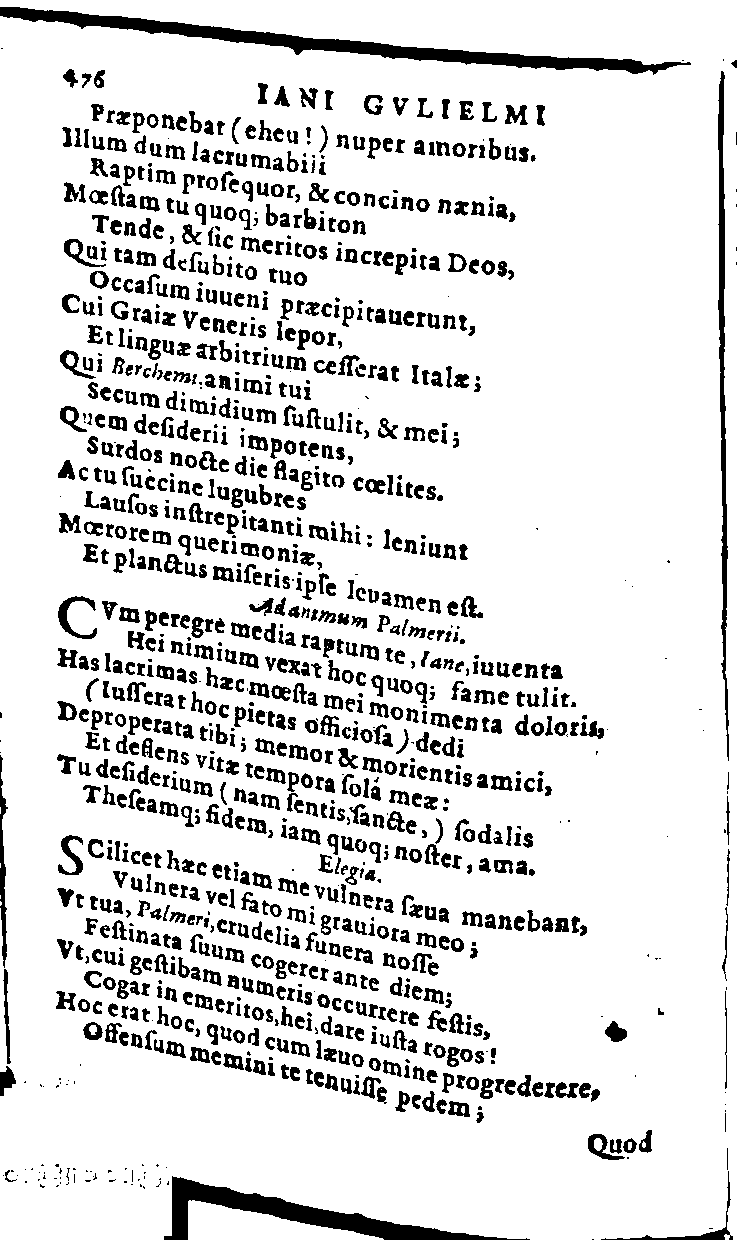 476
IANI GVLIELMI
Præponebat (eheu!) nuper amoribus.
Illum dum lacrumabili
Raptim proſequor, & concino nænia,
Mœſtam tu quoq; barbiton
Tende, & ſic meritos increpita Deos,
Qui tam deſubito tuo
Occaſum iuueni præcipitauerunt,
Cui Graiæ Veneris lepor,
Et linguæ arbitrium ceſſerat Italæ;
Qui Berchemi, animi tui
Secum dimidium ſuſtulit, & mei;
Quem deſiderii impotens,
Surdos nocte die flagito cœlites.
Ac tu ſuccine lugubres
Lauſos inſtrepitanti mihi: leniunt
Mœrorem querimoniæ,
Et planctus miſeris ipſe levamen eſt.
Ad animum Palmerii.
CVm peregrè media raptum te, Iane, iuuenta
Hei nimium vexat hoc quoq; fame tulit.
Has lacrimas hæc mœſta mei monimenta doloris,
(Iuſſerat hoc pietas officioſa) dedi
Deproperata tibi; memor & morientis amici,
Et deflens vitæ tempora ſolá meæ:
Tu deſiderium (nam ſentis, ſancte,) ſodalis
Theſeamq; fidem, iam quoq; noſter, ama.
Elegia.
SCilicet hæc etiam me vulnera ſæua manebant,
Vulnera vel fato mi grauiora meo;
Vt tua, Palmeri, crudelia funera noſſe
Feſtinata ſuum cogerer ante diem;
Vt, cui geſtibam numeris occurrere feſtis,
Cogar in emeritos, hei, dare iuſta rogos!
Hoc erat hoc, quod cum læuo omine progrederere,
Offenſum memini te tenuiſſe pedem;
Quod